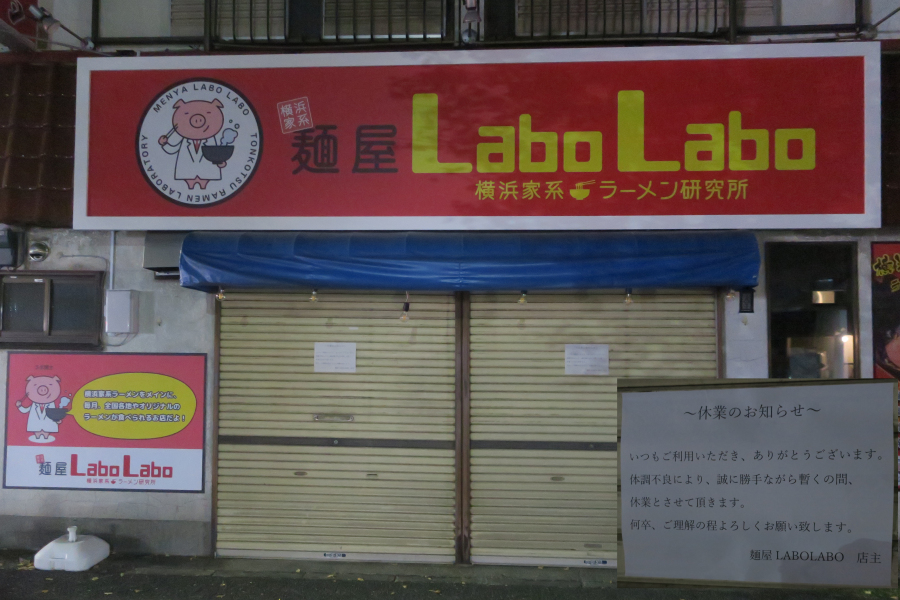 MENYA LABO LABO
TONKOTSU RAMEN LABORATORY
横浜
家系
麺屋 LaboLabo
横浜家系 ラーメン研究所
横浜家系ラーメンをメインに、
毎月、全国各地やオリジナルの
ラーメンが食べられるお店だよ!
麺屋 LaboLabo
横浜家系 ラーメン研究所
～休業のお知らせ～
いつもご利用いただき、ありがとうございます。
体調不良により、誠に勝手ながら暫くの間、
休業とさせて頂きます。
何卒、ご理解の程よろしくお願い致します。
麺屋 LABOLABO 店主